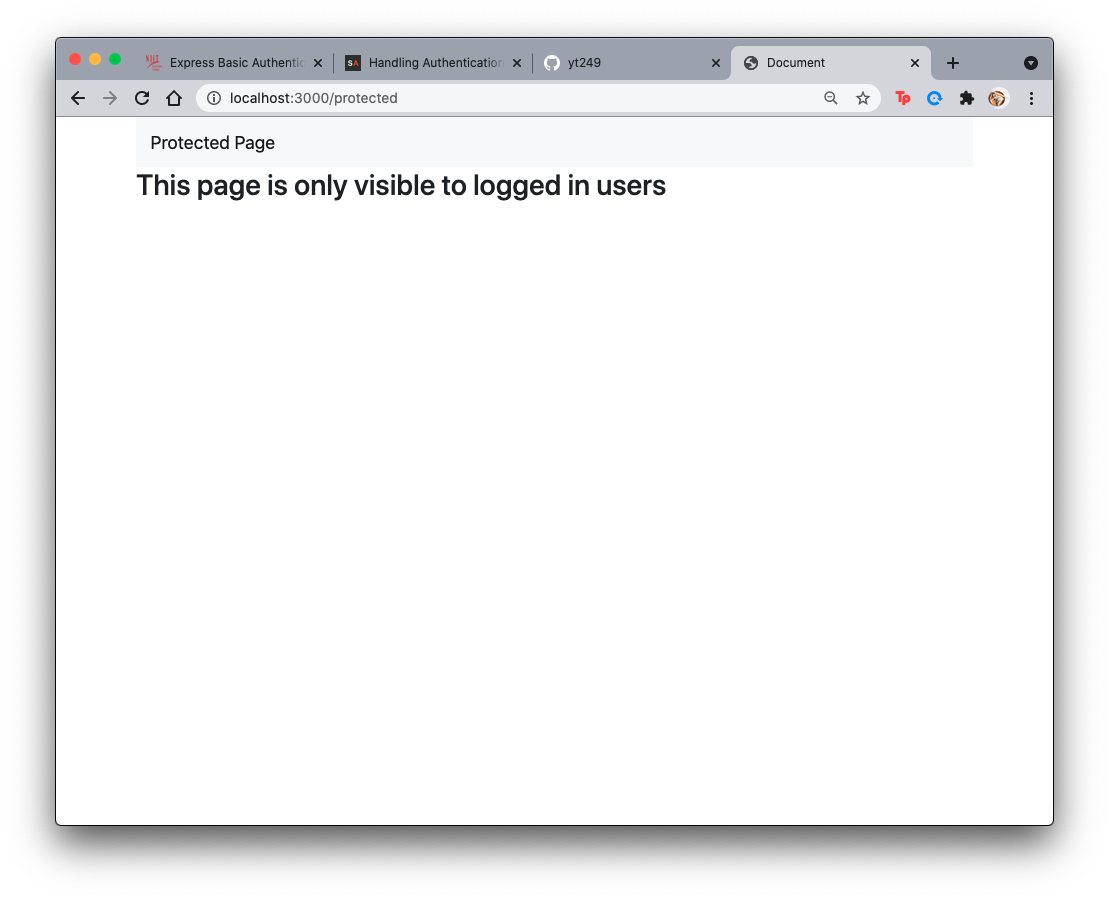 Express Basic Authentic
Handling Authentication
yt249
Document
localhost:3000/protected
Protected Page
This page is only visible to logged in users